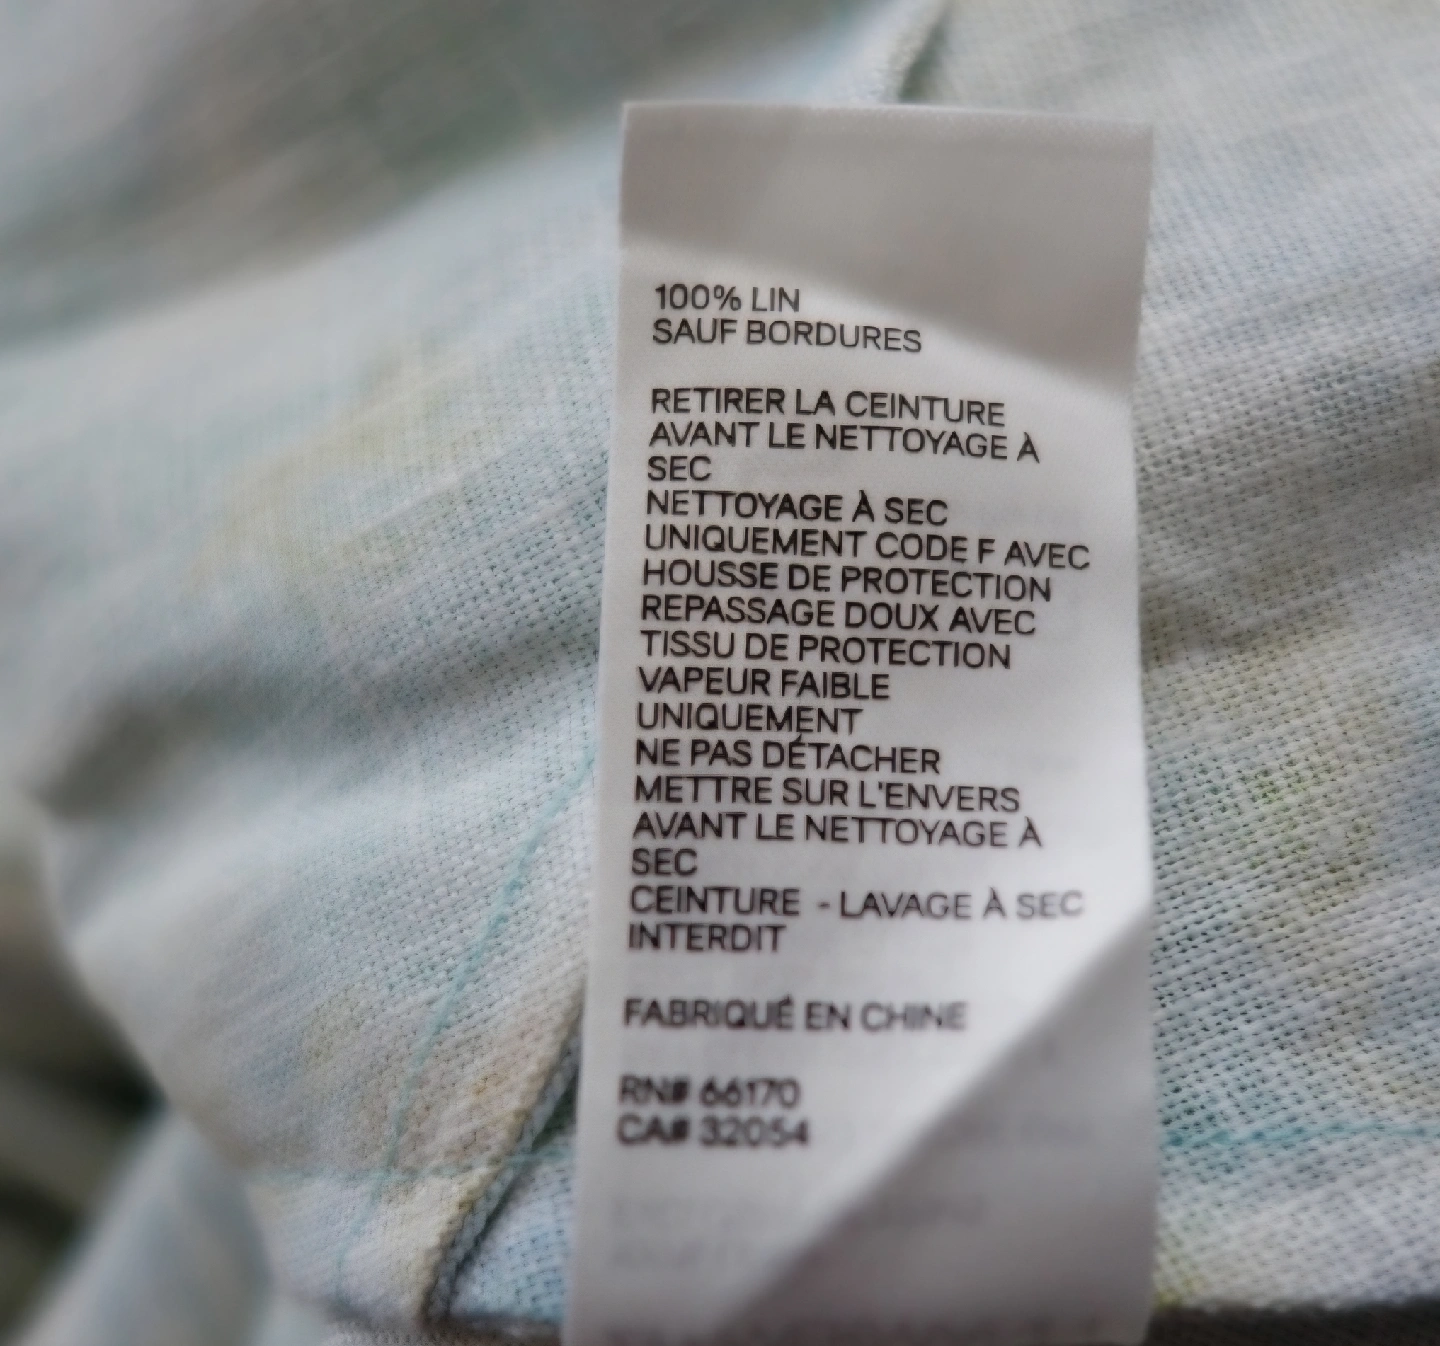 100% LIN
SAUF BORDURES
RETIRER LA CEINTURE
AVANT LE NETTOYAGE À
SEC
NETTOYAGE À SEC
UNIQUEMENT CODE F AVEC
HOUSSE DE PROTECTION
REPASSAGE DOUX AVEC
TISSU DE PROTECTION
VAPEUR FAIBLE
UNIQUEMENT
NE PAS DÉTACHER
METTRE SUR L'ENVERS
AVANT LE NETTOYAGE À
SEC
CEINTURE - LAVAGE À SEC
INTERDIT
FABRIQUÉ EN CHINE
RN# 66170
CA# 32054